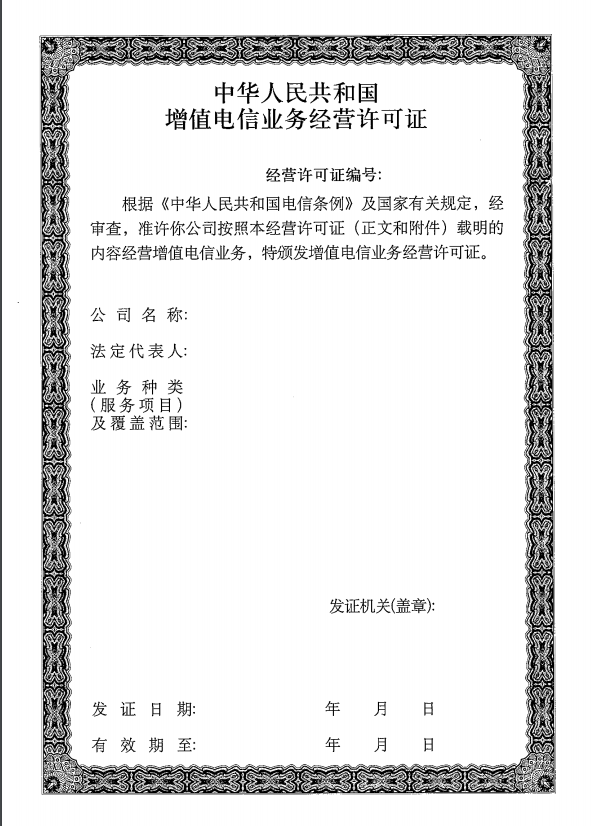 中华人民共和国
增值电信业务经营许可证
经营许可证编号:
根据《中华人民共和国电信条例》及国家有关规定，经
审查，准许你公司按照本经营许可证（正文和附件）载明的
内容经营增值电信业务，特颁发增值电信业务经营许可证。
公司名称:
法定代表人:
业务种类
(服务项目)
及覆盖范围:
发证机关(盖章):
发证日期: 年 月 日
有效期至: 年 月 日